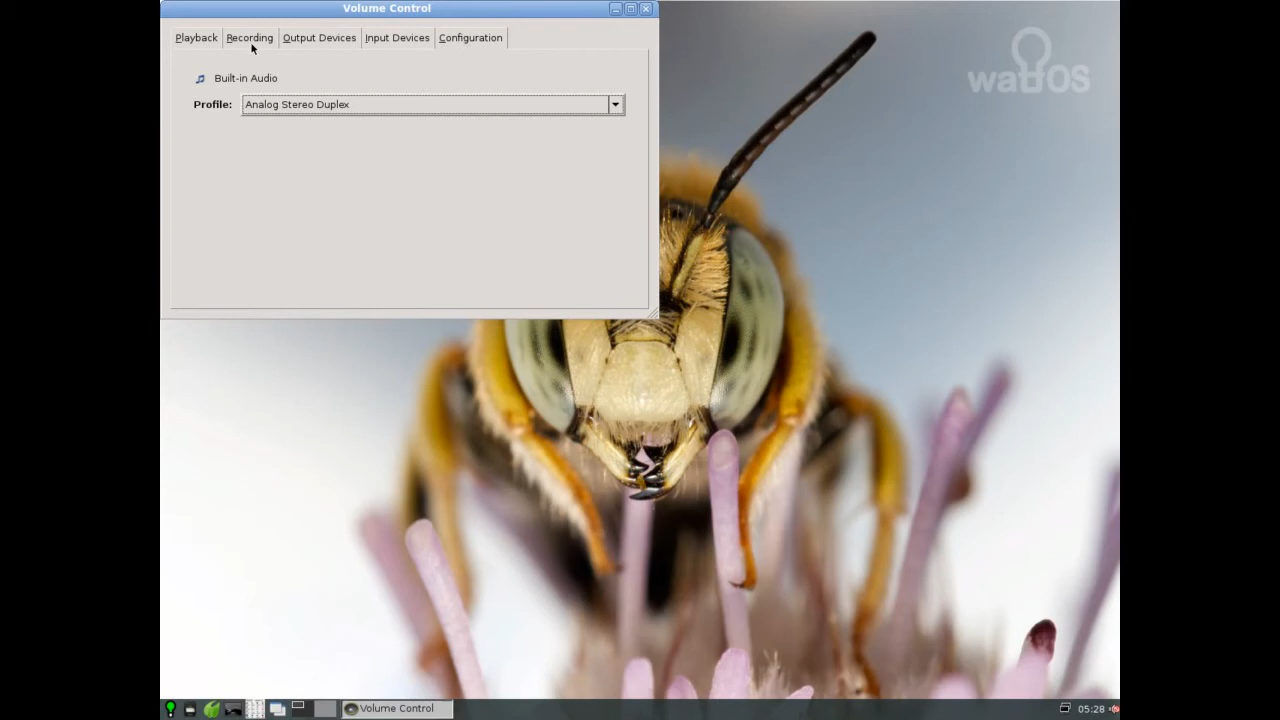 Volume Control
Playback Recording Output Devices Input Devices Configuration
Built-in Audio
Profile: Analog Stereo Duplex
wattOS
Volume Control 05:28